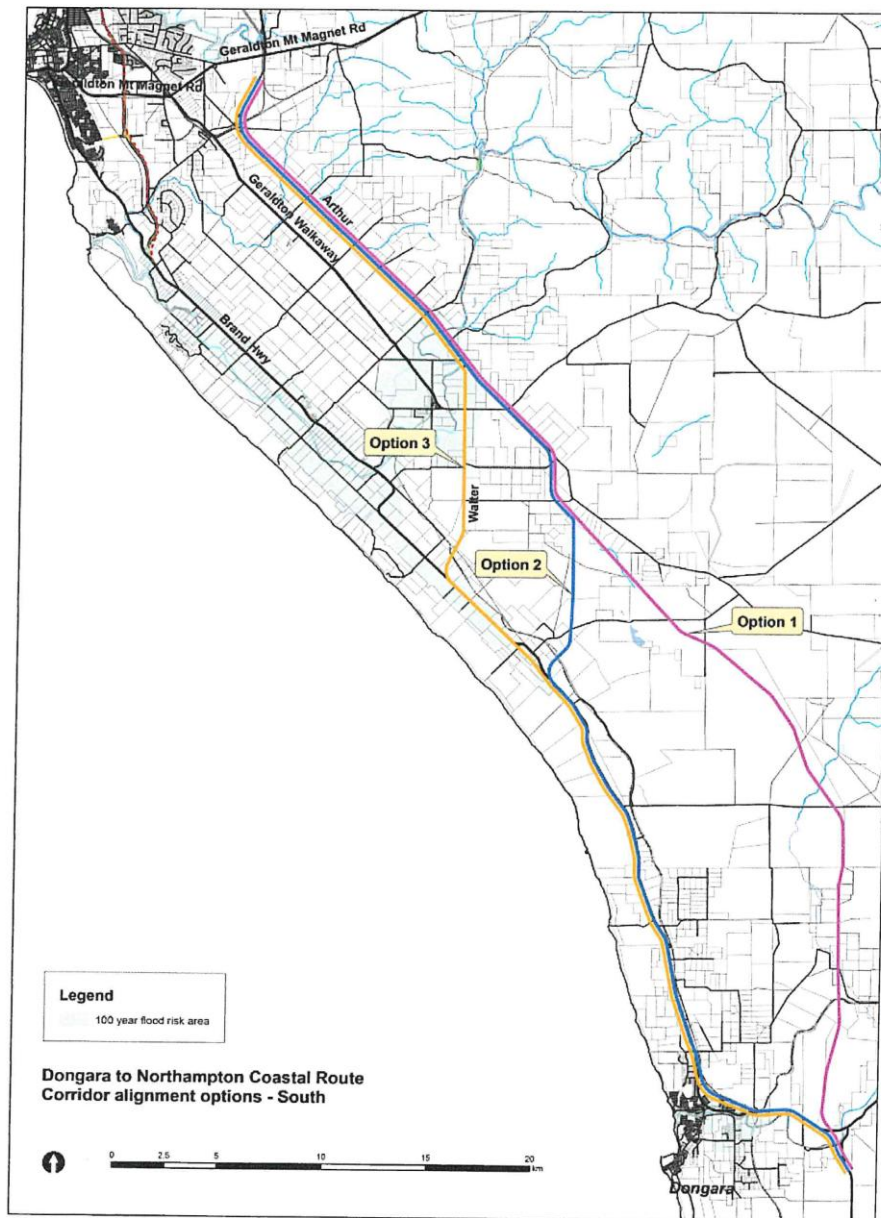 Geraldton Mt Magnet Rd
Geraldton Mt Magnet Rd
Arthur
Geraldton Walkaway
Brand Hwy
Option 3
Walter
Option 2
Option 1
Legend
100 year flood risk area
Dongara to Northampton Coastal Route
Corridor alignment options - South
0 2.5 5 10 15 20
km
Dongara